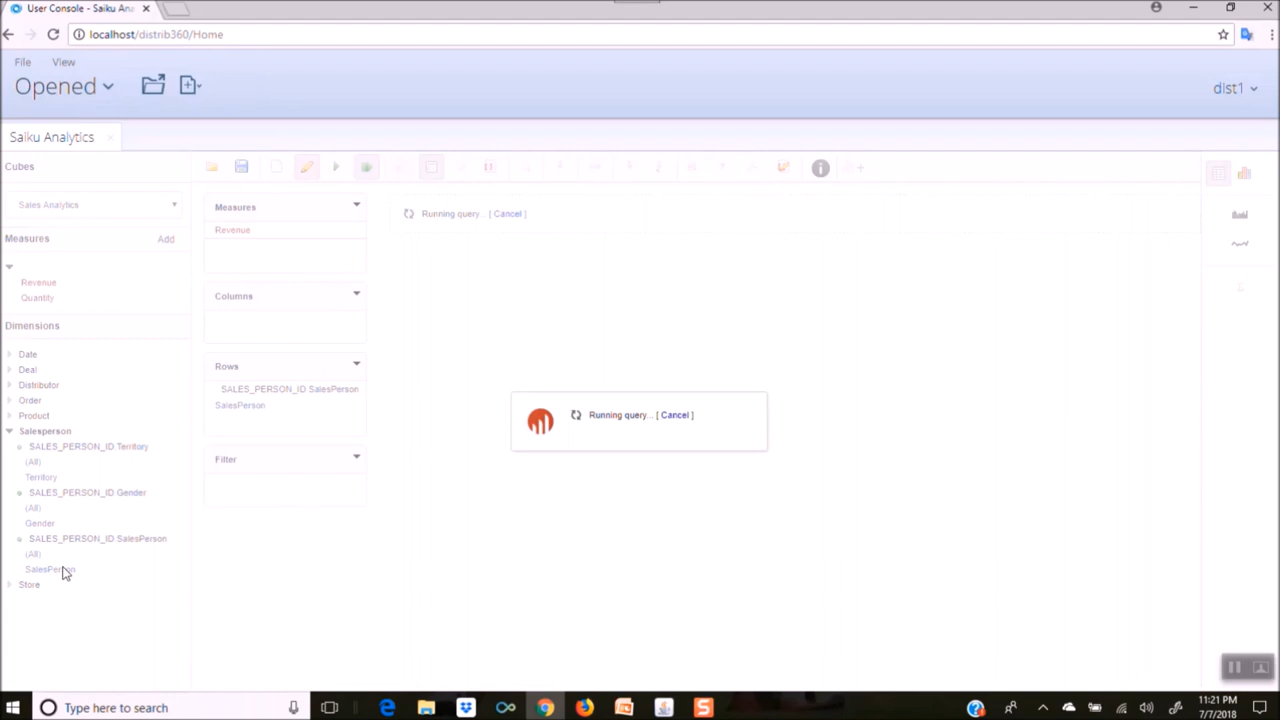 User Console - Saiku Ana
localhost/distrib360/Home
File View
Opened
dist1
Saiku Analytics
Cubes
Sales Analytics
Measures Add
Revenue
Quantity
Dimensions
Date
Deal
Distributor
Order
Product
Salesperson
SALES_PERSON_ID Territory
(All)
Territory
SALES_PERSON_ID Gender
(All)
Gender
SALES_PERSON_ID SalesPerson
(All)
SalesPerson
Store
Measures
Revenue
Columns
Rows
SALES_PERSON_ID SalesPerson
SalesPerson
Filter
Running query... [ Cancel ]
Running query... [ Cancel ]
Type here to search
11:21 PM
7/7/2018